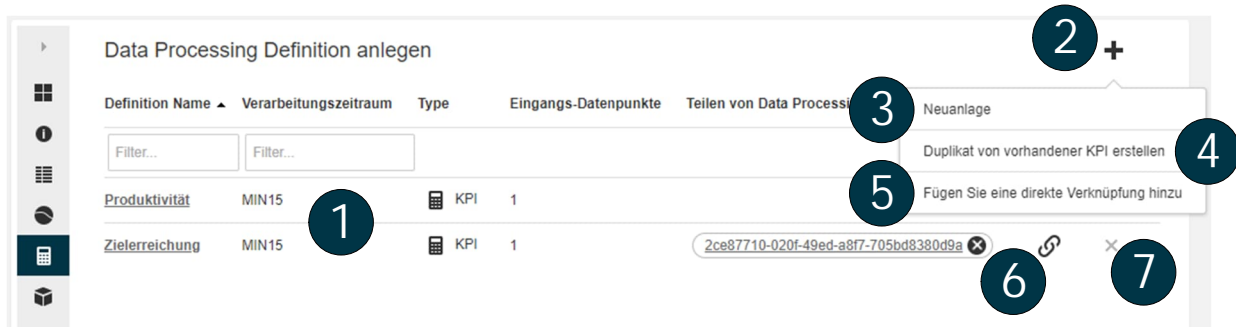 Data Processing Definition anlegen
2
Definition Name Verarbeitungszeitraum Type Eingangs-Datenpunkte Teilen von Data
3 Neuanlage
Filter... Filter...
Duplikat von vorhandener KPI erstellen 4
5 Fügen Sie eine direkte Verknüpfung hinzu
Produktivität MIN15 KPI 1
1
Zielerreichung MIN15 KPI 1 2ce87710-020f-49ed-a8f7-705bd8380d9a
6 7